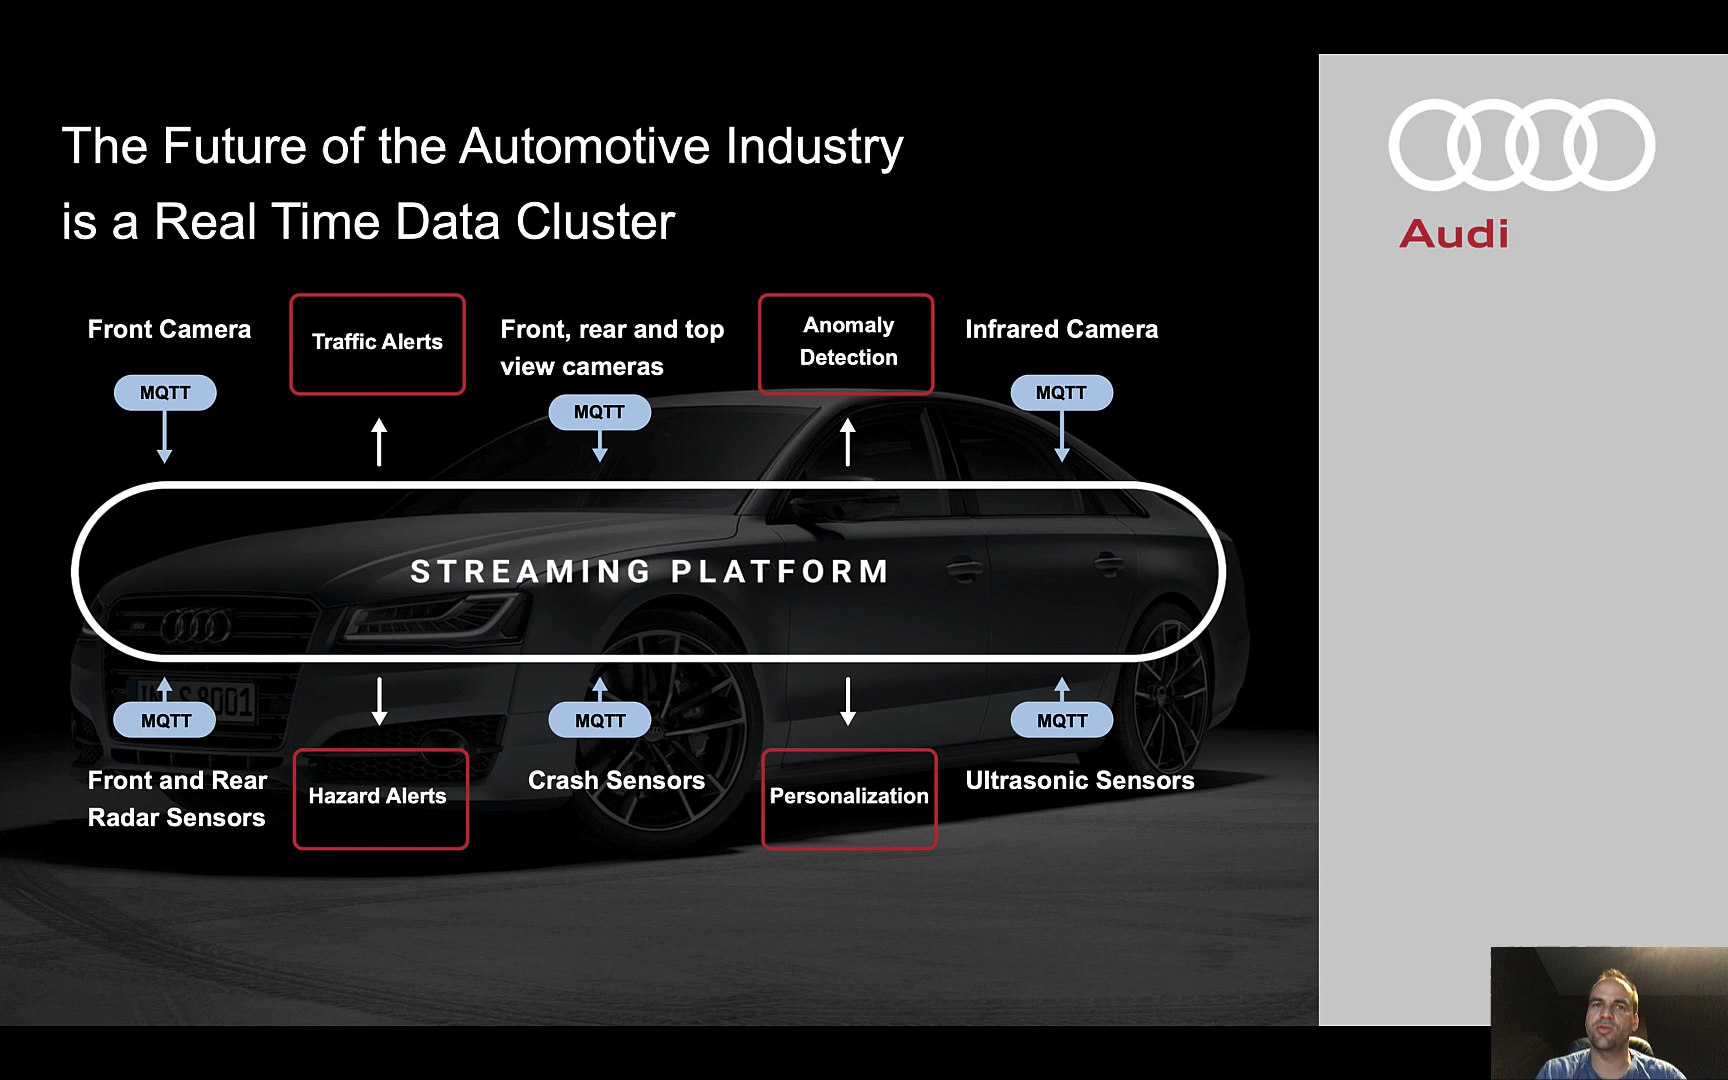 The Future of the Automotive Industry
is a Real Time Data Cluster
Audi
Front Camera
Traffic Alerts
Front, rear and top
view cameras
Anomaly
Detection
Infrared Camera
MQTT
MQTT
MQTT
STREAMING PLATFORM
MQTT
MQTT
MQTT
Front and Rear
Radar Sensors
Hazard Alerts
Crash Sensors
Personalization
Ultrasonic Sensors